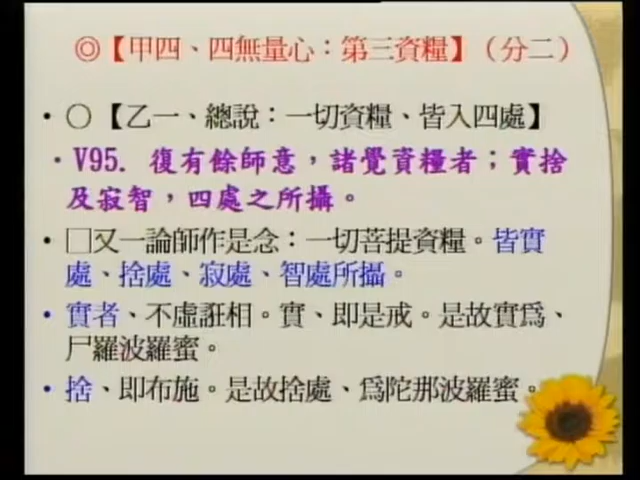 ◎【甲四、四無量心：第三資糧】（分二）
• ○【乙一、總說：一切資糧、皆入四處】
• V95. 復有餘師意，諸覺資糧者；實捨
及寂智，四處之所攝。
• □又一論師作是念：一切菩提資糧。皆實
處、捨處、寂處、智處所攝。
• 實者、不虛誑相。實、即是戒。是故實為、
尸羅波羅蜜。
• 捨、即布施。是故捨處、為陀那波羅蜜。